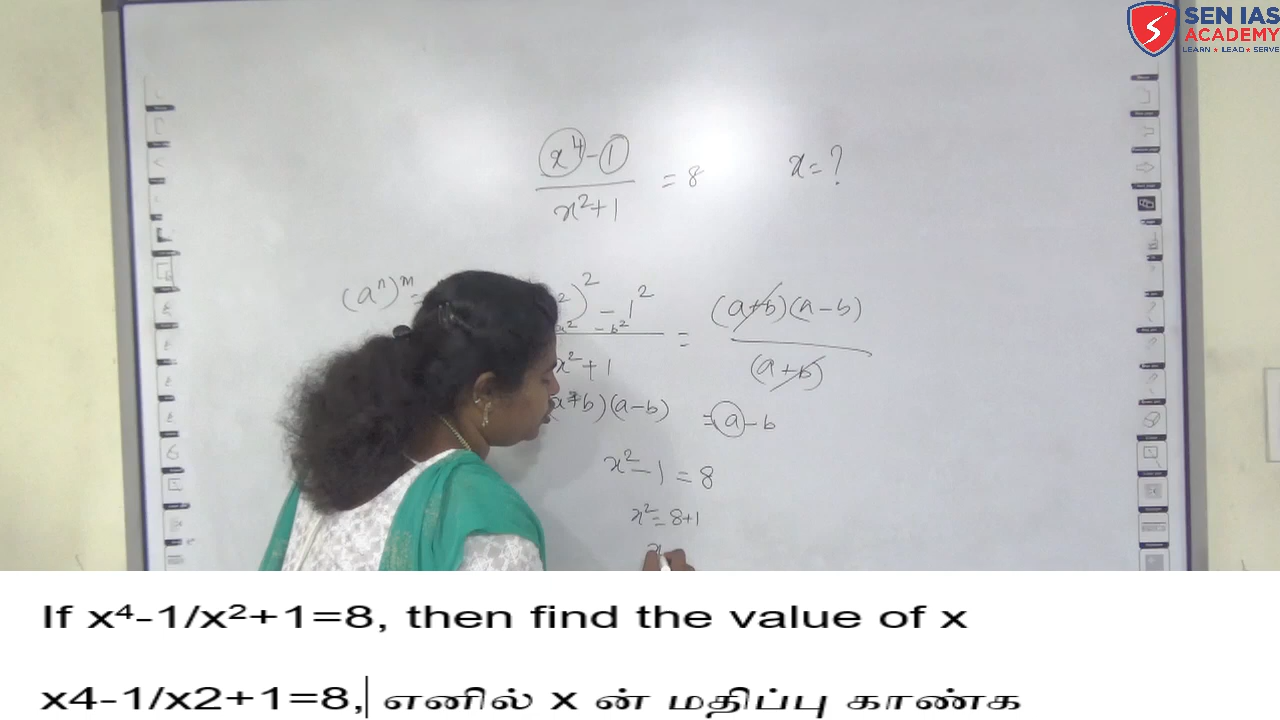 SEN IAS
ACADEMY
LEARN ★ LEAD ★ SERVE
x⁴-1
x²+1
= 8
x = ?
(aⁿ)ᵐ =
²)² - 1²
a² - b²
x²+1
= (a+b)(a-b)
(a+b)
(a+b)(a-b)
= a-b
x²-1 = 8
x² = 8+1
x
If x⁴-1/x²+1=8, then find the value of x
x4-1/x2+1=8, எனில் x ன் மதிப்பு காண்க